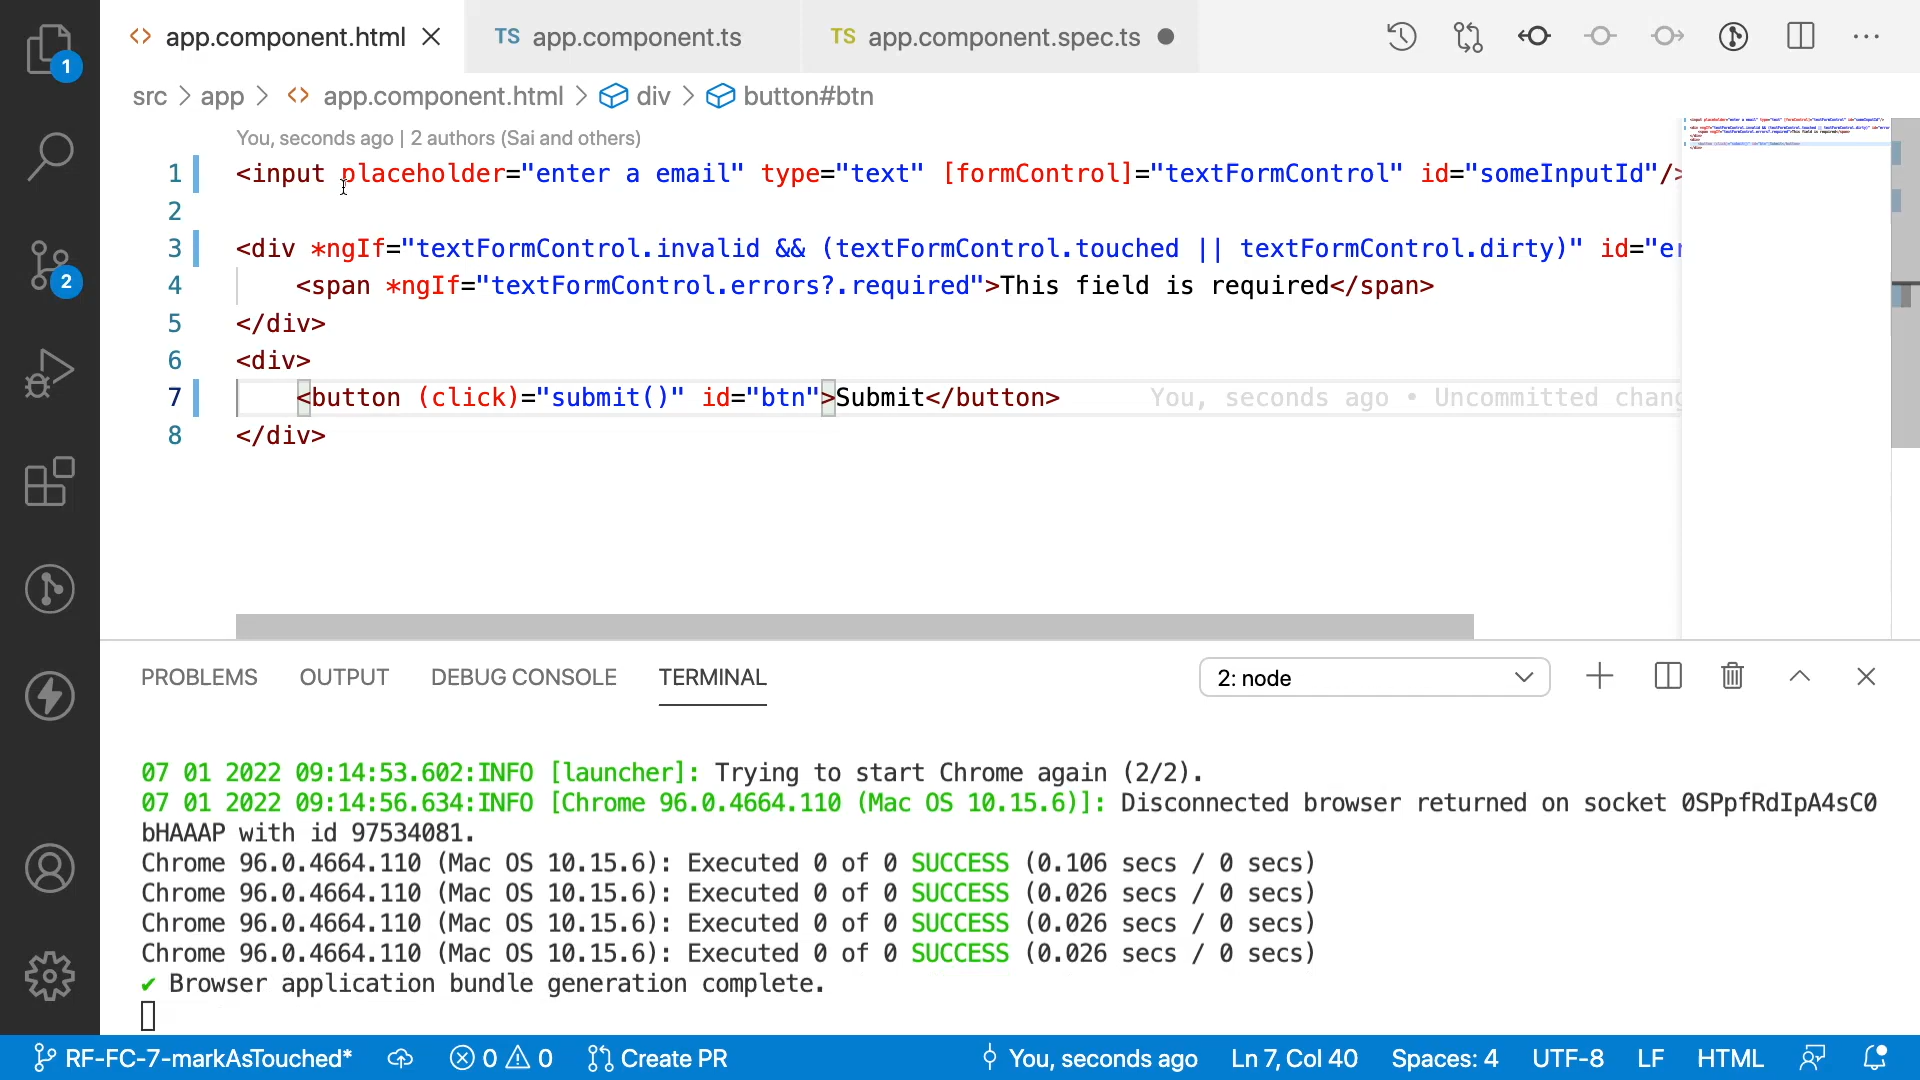 app.component.html
TS app.component.ts
TS app.component.spec.ts
src > app > <> app.component.html > div > button#btn
You, seconds ago | 2 authors (Sai and others)
1 <input placeholder="enter a email" type="text" [formControl]="textFormControl" id="someInputId"/>
2
3 <div *ngIf="textFormControl.invalid && (textFormControl.touched || textFormControl.dirty)" id="er
4 <span *ngIf="textFormControl.errors?.required">This field is required</span>
5 </div>
6 <div>
7 <button (click)="submit()" id="btn">Submit</button> You, seconds ago • Uncommitted chang
8 </div>
1
2
PROBLEMS OUTPUT DEBUG CONSOLE TERMINAL 2: node
07 01 2022 09:14:53.602:INFO [launcher]: Trying to start Chrome again (2/2).
07 01 2022 09:14:56.634:INFO [Chrome 96.0.4664.110 (Mac OS 10.15.6)]: Disconnected browser returned on socket 0SPpfRdIpA4sC0
bHAAAP with id 97534081.
Chrome 96.0.4664.110 (Mac OS 10.15.6): Executed 0 of 0 SUCCESS (0.106 secs / 0 secs)
Chrome 96.0.4664.110 (Mac OS 10.15.6): Executed 0 of 0 SUCCESS (0.026 secs / 0 secs)
Chrome 96.0.4664.110 (Mac OS 10.15.6): Executed 0 of 0 SUCCESS (0.026 secs / 0 secs)
Chrome 96.0.4664.110 (Mac OS 10.15.6): Executed 0 of 0 SUCCESS (0.026 secs / 0 secs)
✔ Browser application bundle generation complete.
RF-FC-7-markAsTouched* 0 0 Create PR You, seconds ago Ln 7, Col 40 Spaces: 4 UTF-8 LF HTML